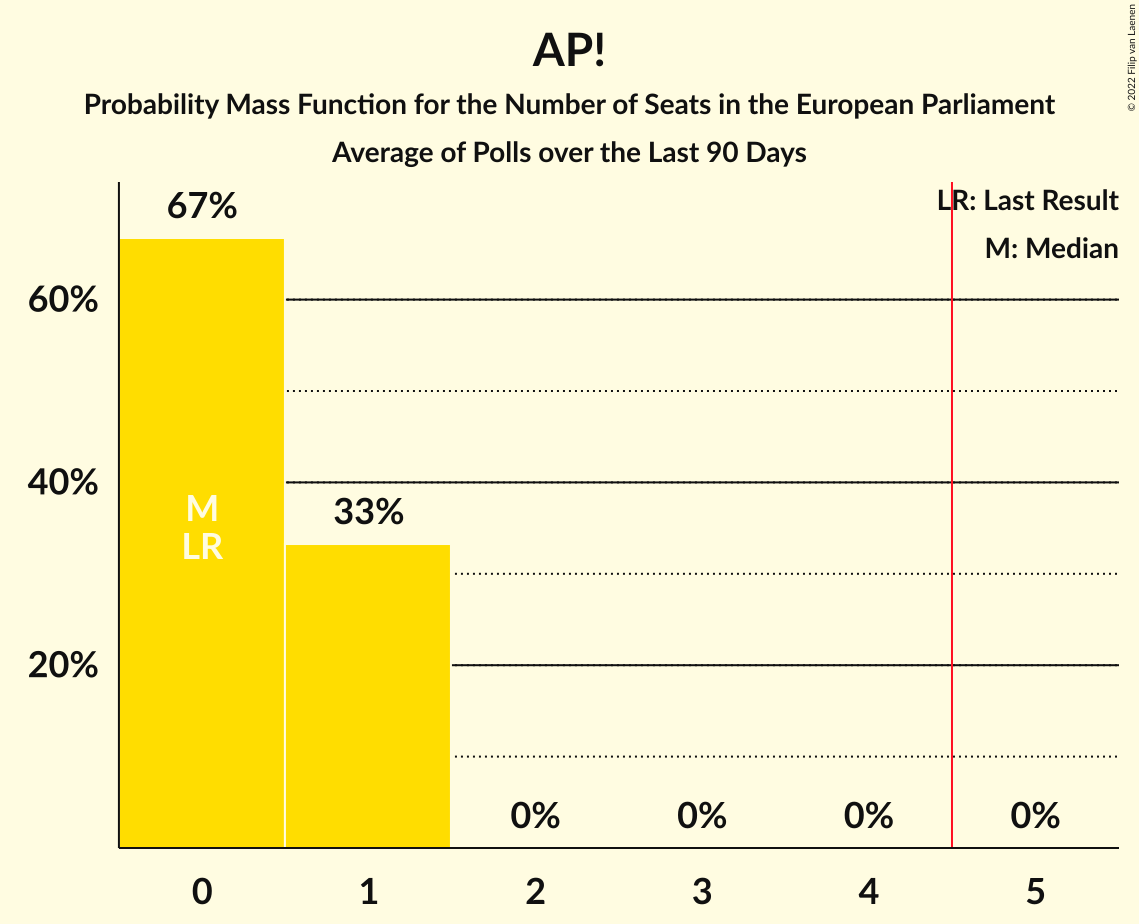 AP!
Probability Mass Function for the Number of Seats in the European Parliament
Average of Polls over the Last 90 Days
© 2022 Filip van Laenen
LR: Last Result
M: Median
67%
60%
40%
M
LR
33%
20%
0%
0%
0%
0%
0
1
2
3
4
5